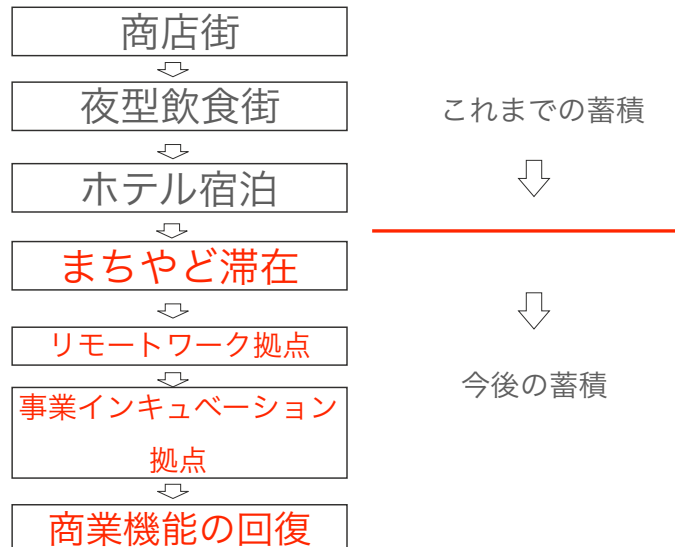 商店街
夜型飲食街
ホテル宿泊
まちやど滞在
リモートワーク拠点
事業インキュベーション
拠点
商業機能の回復
これまでの蓄積
今後の蓄積